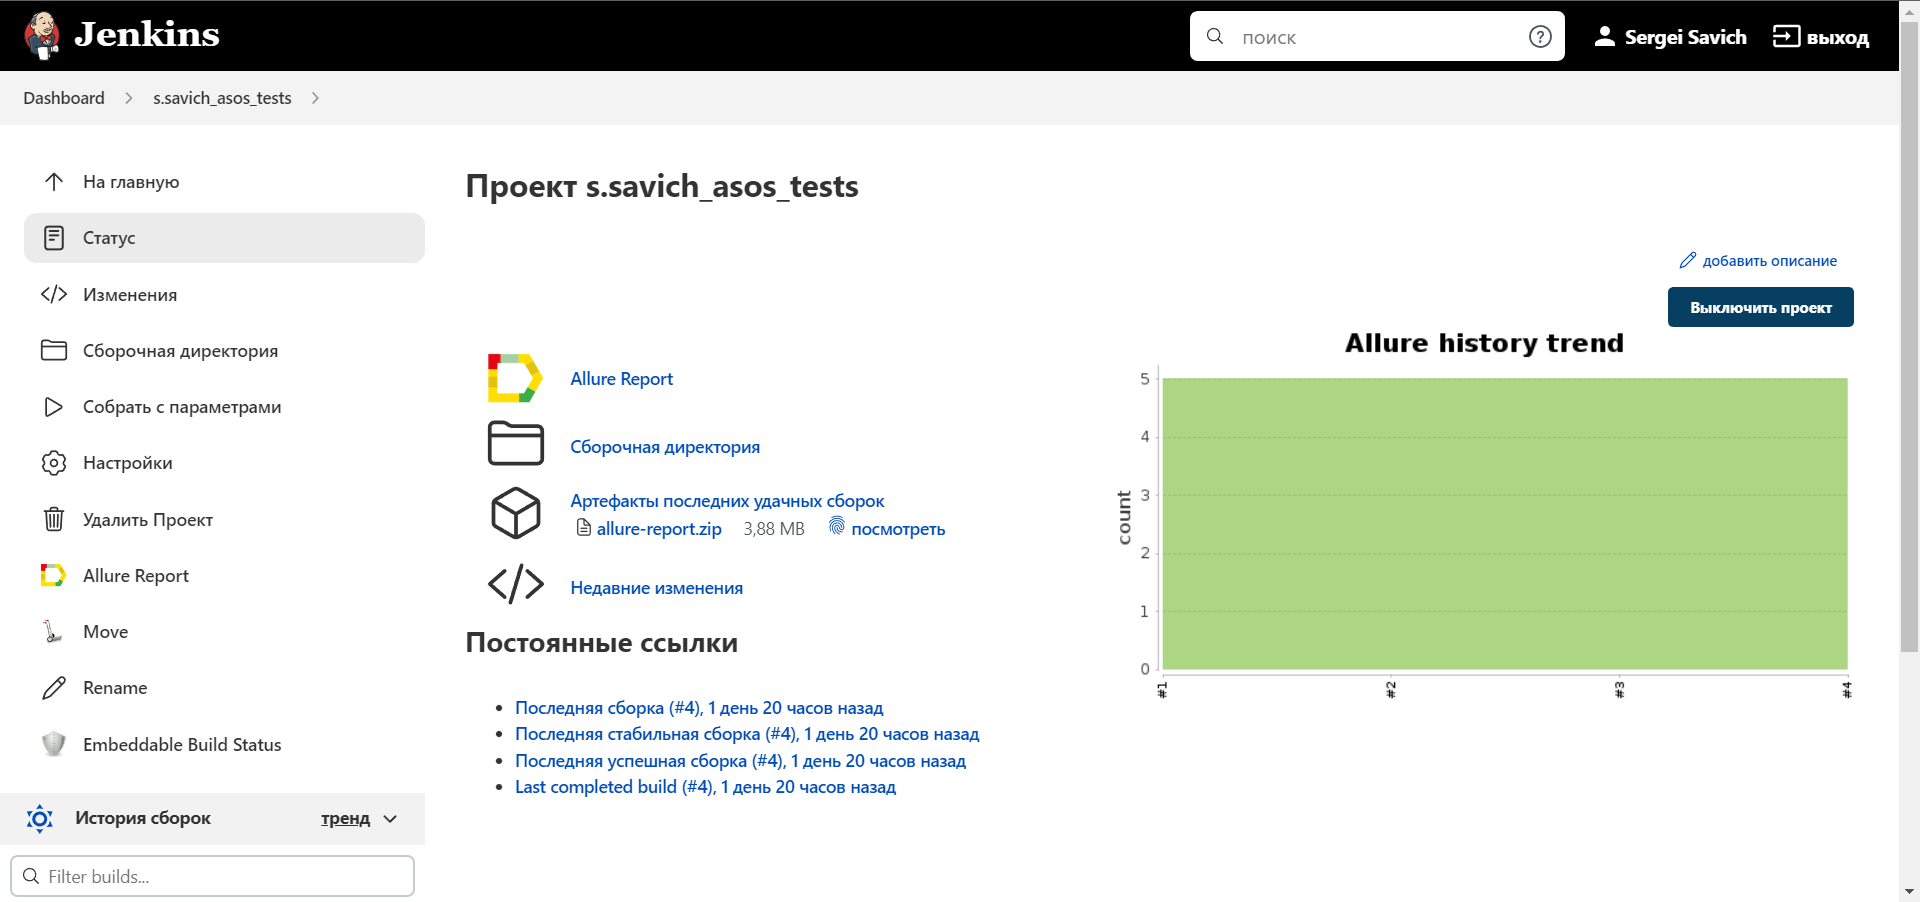 Jenkins
поиск
Sergei Savich
выход
Dashboard
s.savich_asos_tests
На главную
Статус
Изменения
Сборочная директория
Собрать с параметрами
Настройки
Удалить Проект
Allure Report
Move
Rename
Embeddable Build Status
История сборок
тренд
Filter builds...
Проект s.savich_asos_tests
добавить описание
Выключить проект
Allure Report
Сборочная директория
Артефакты последних удачных сборок
allure-report.zip 3,88 MB посмотреть
Недавние изменения
Постоянные ссылки
Последняя сборка (#4), 1 день 20 часов назад
Последняя стабильная сборка (#4), 1 день 20 часов назад
Последняя успешная сборка (#4), 1 день 20 часов назад
Last completed build (#4), 1 день 20 часов назад
Allure history trend
count
5
4
3
2
1
0
#1
#2
#3
#4